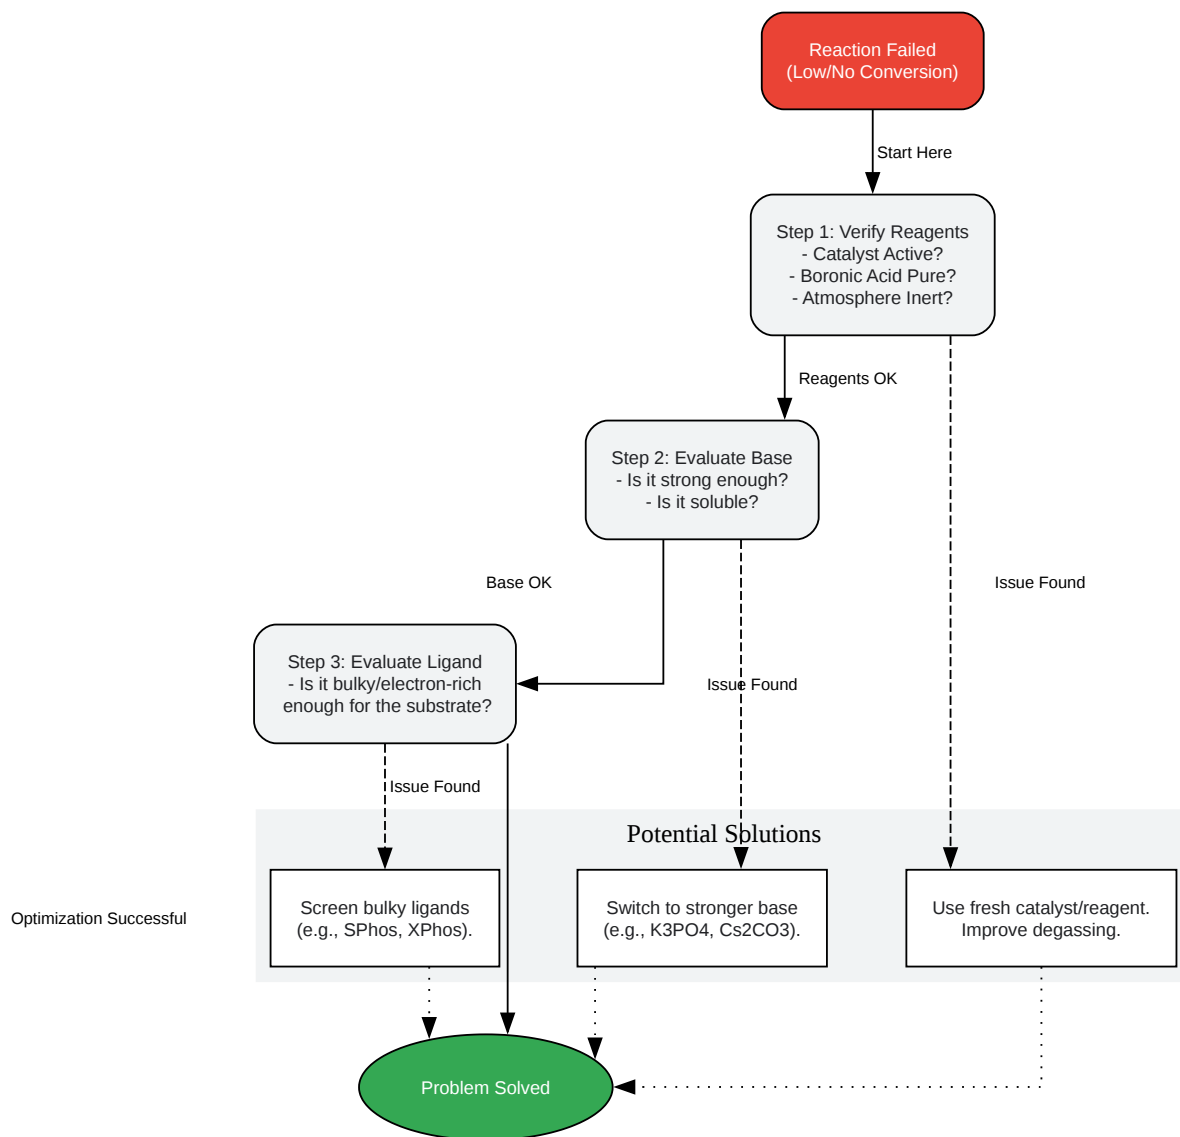 Reaction Failed
(Low/No Conversion)
Start Here
Step 1: Verify Reagents
- Catalyst Active?
- Boronic Acid Pure?
- Atmosphere Inert?
Reagents OK
Step 2: Evaluate Base
- Is it strong enough?
- Is it soluble?
Base OK
Issue Found
Step 3: Evaluate Ligand
- Is it bulky/electron-rich
enough for the substrate?
Issue Found
Issue Found
Potential Solutions
Optimization Successful
Screen bulky ligands
(e.g., SPhos, XPhos).
Switch to stronger base
(e.g., K3PO4, Cs2CO3).
Use fresh catalyst/reagent.
Improve degassing.
Problem Solved